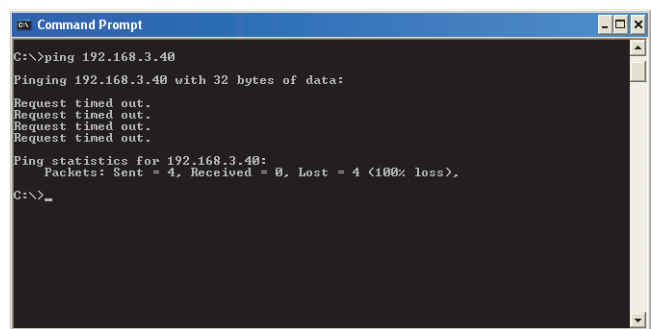 Command Prompt
C:\>ping 192.168.3.40
Pinging 192.168.3.40 with 32 bytes of data:
Request timed out.
Request timed out.
Request timed out.
Request timed out.
Ping statistics for 192.168.3.40:
    Packets: Sent = 4, Received = 0, Lost = 4 (100% loss),
C:\>_